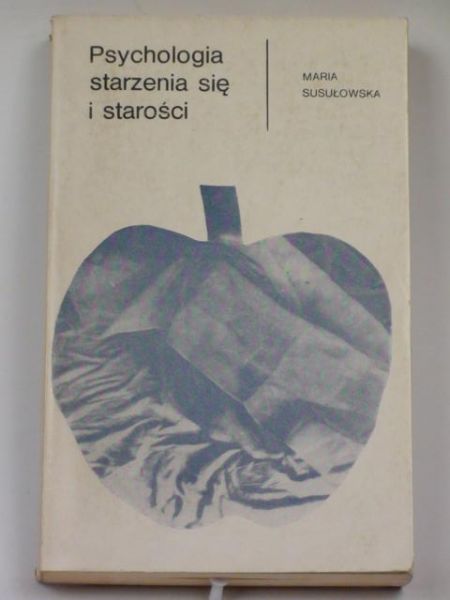 Psychologia
starzenia się
i starości
MARIA
SUSUŁOWSKA